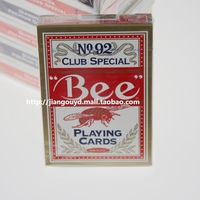 No. 92
CLUB SPECIAL
"Bee"
http://jiangouyd.mall.taobao.com
PLAYING
CARDS